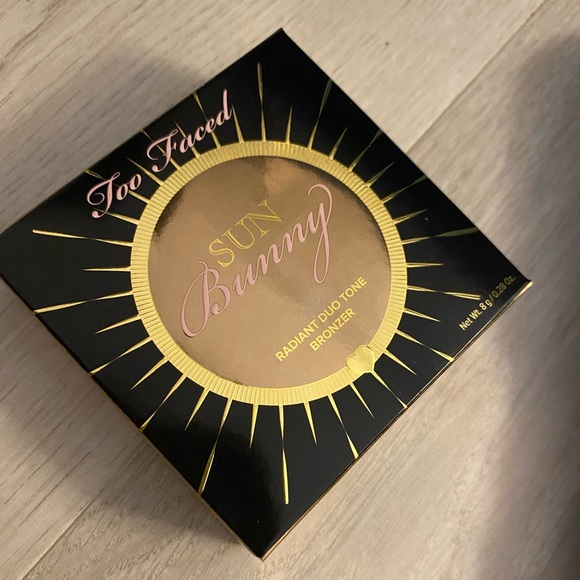 Too Faced
SUN
Bunny
RADIANT DUO TONE
BRONZER
Net Wt. 8 g/0.28 Oz.